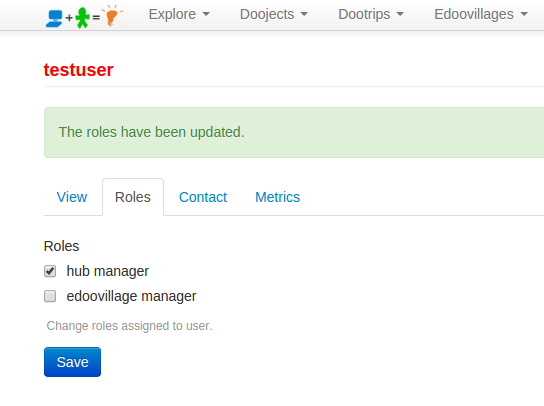 + = Explore Doojects Dootrips Edoovillages
testuser
The roles have been updated.
View Roles Contact Metrics
Roles
hub manager
edoovillage manager
Change roles assigned to user.
Save